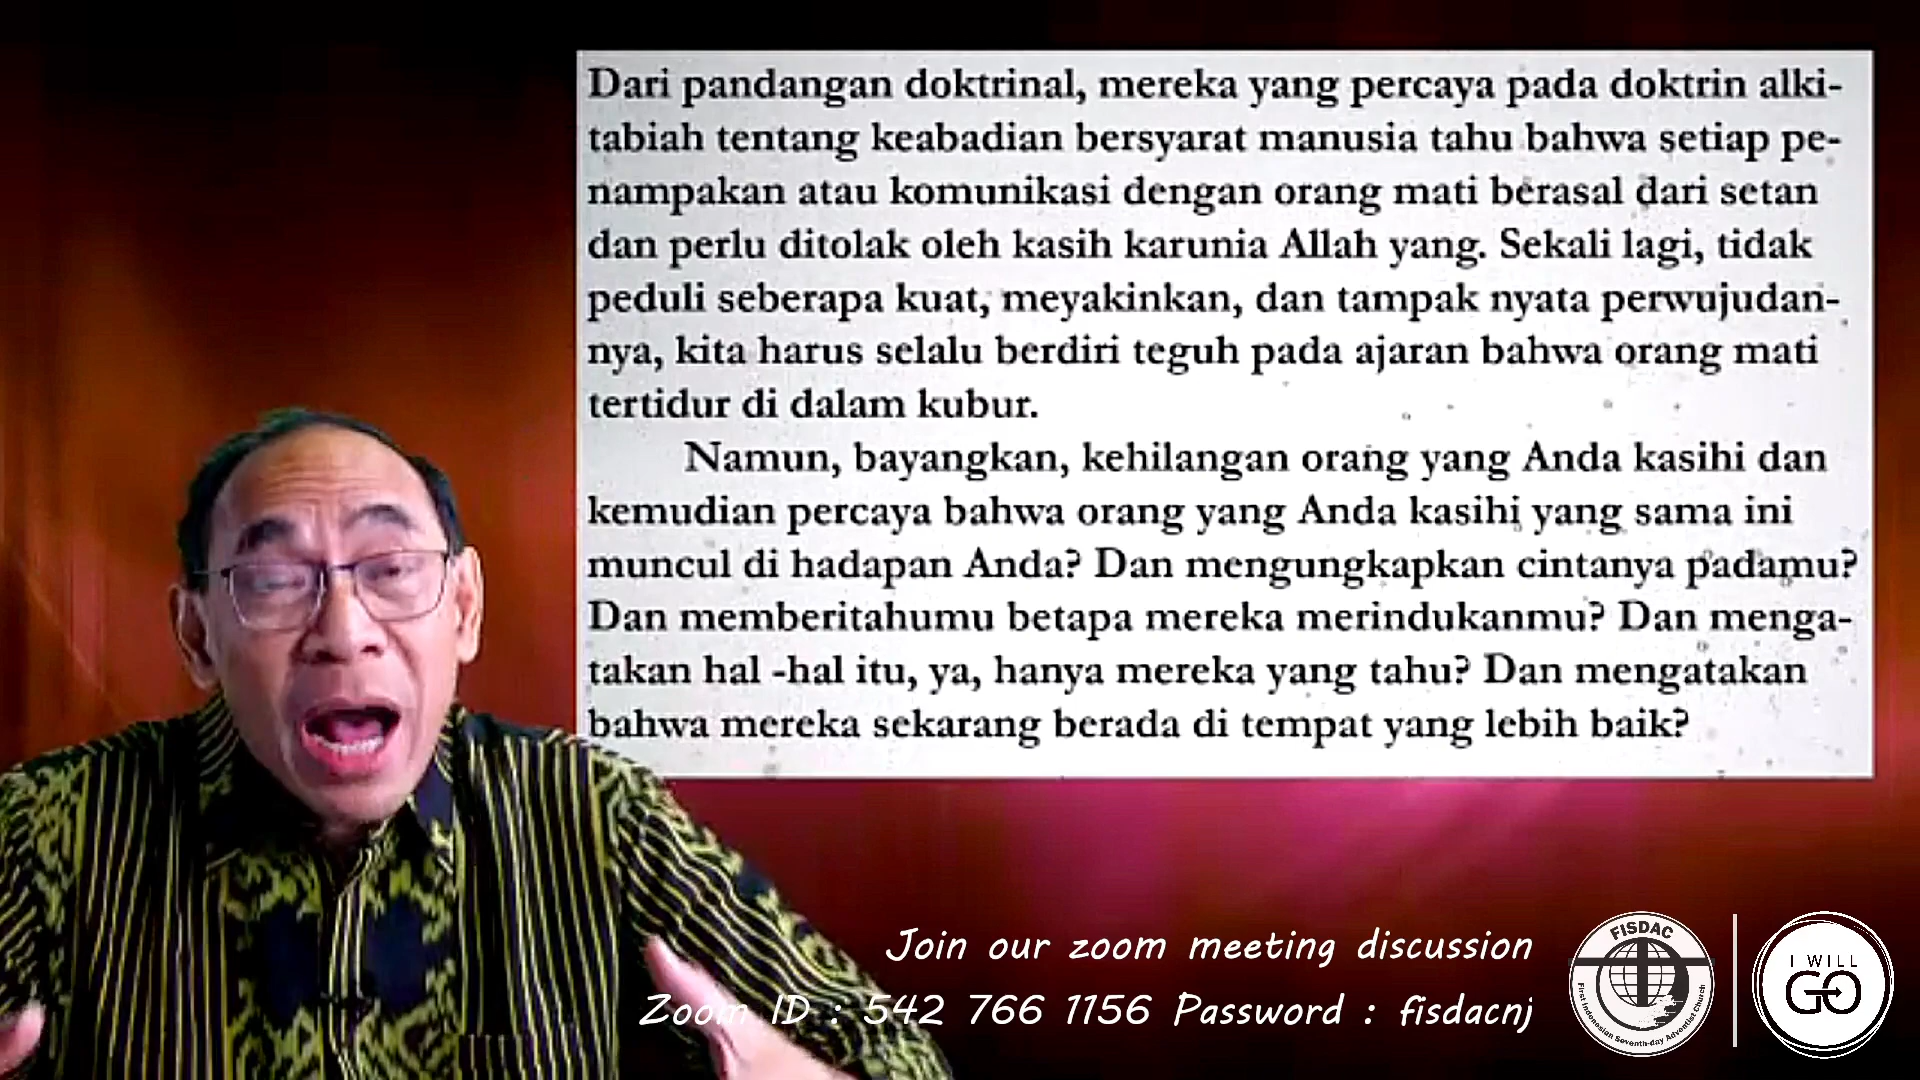 Dari pandangan doktrinal, mereka yang percaya pada doktrin alki-
tabiah tentang keabadian bersyarat manusia tahu bahwa setiap pe-
nampakan atau komunikasi dengan orang mati berasal dari setan
dan perlu ditolak oleh kasih karunia Allah yang. Sekali lagi, tidak
peduli seberapa kuat, meyakinkan, dan tampak nyata perwujudan-
nya, kita harus selalu berdiri teguh pada ajaran bahwa orang mati
tertidur di dalam kubur.
Namun, bayangkan, kehilangan orang yang Anda kasihi dan
kemudian percaya bahwa orang yang Anda kasihi yang sama ini
muncul di hadapan Anda? Dan mengungkapkan cintanya padamu?
Dan memberitahumu betapa mereka merindukanmu? Dan menga-
takan hal -hal itu, ya, hanya mereka yang tahu? Dan mengatakan
bahwa mereka sekarang berada di tempat yang lebih baik?
Join our zoom meeting discussion
Zoom ID : 542 766 1156 Password : fisdacnj
FISDAC
First Indonesian Seventh-day Adventist Church
I WILL
GO